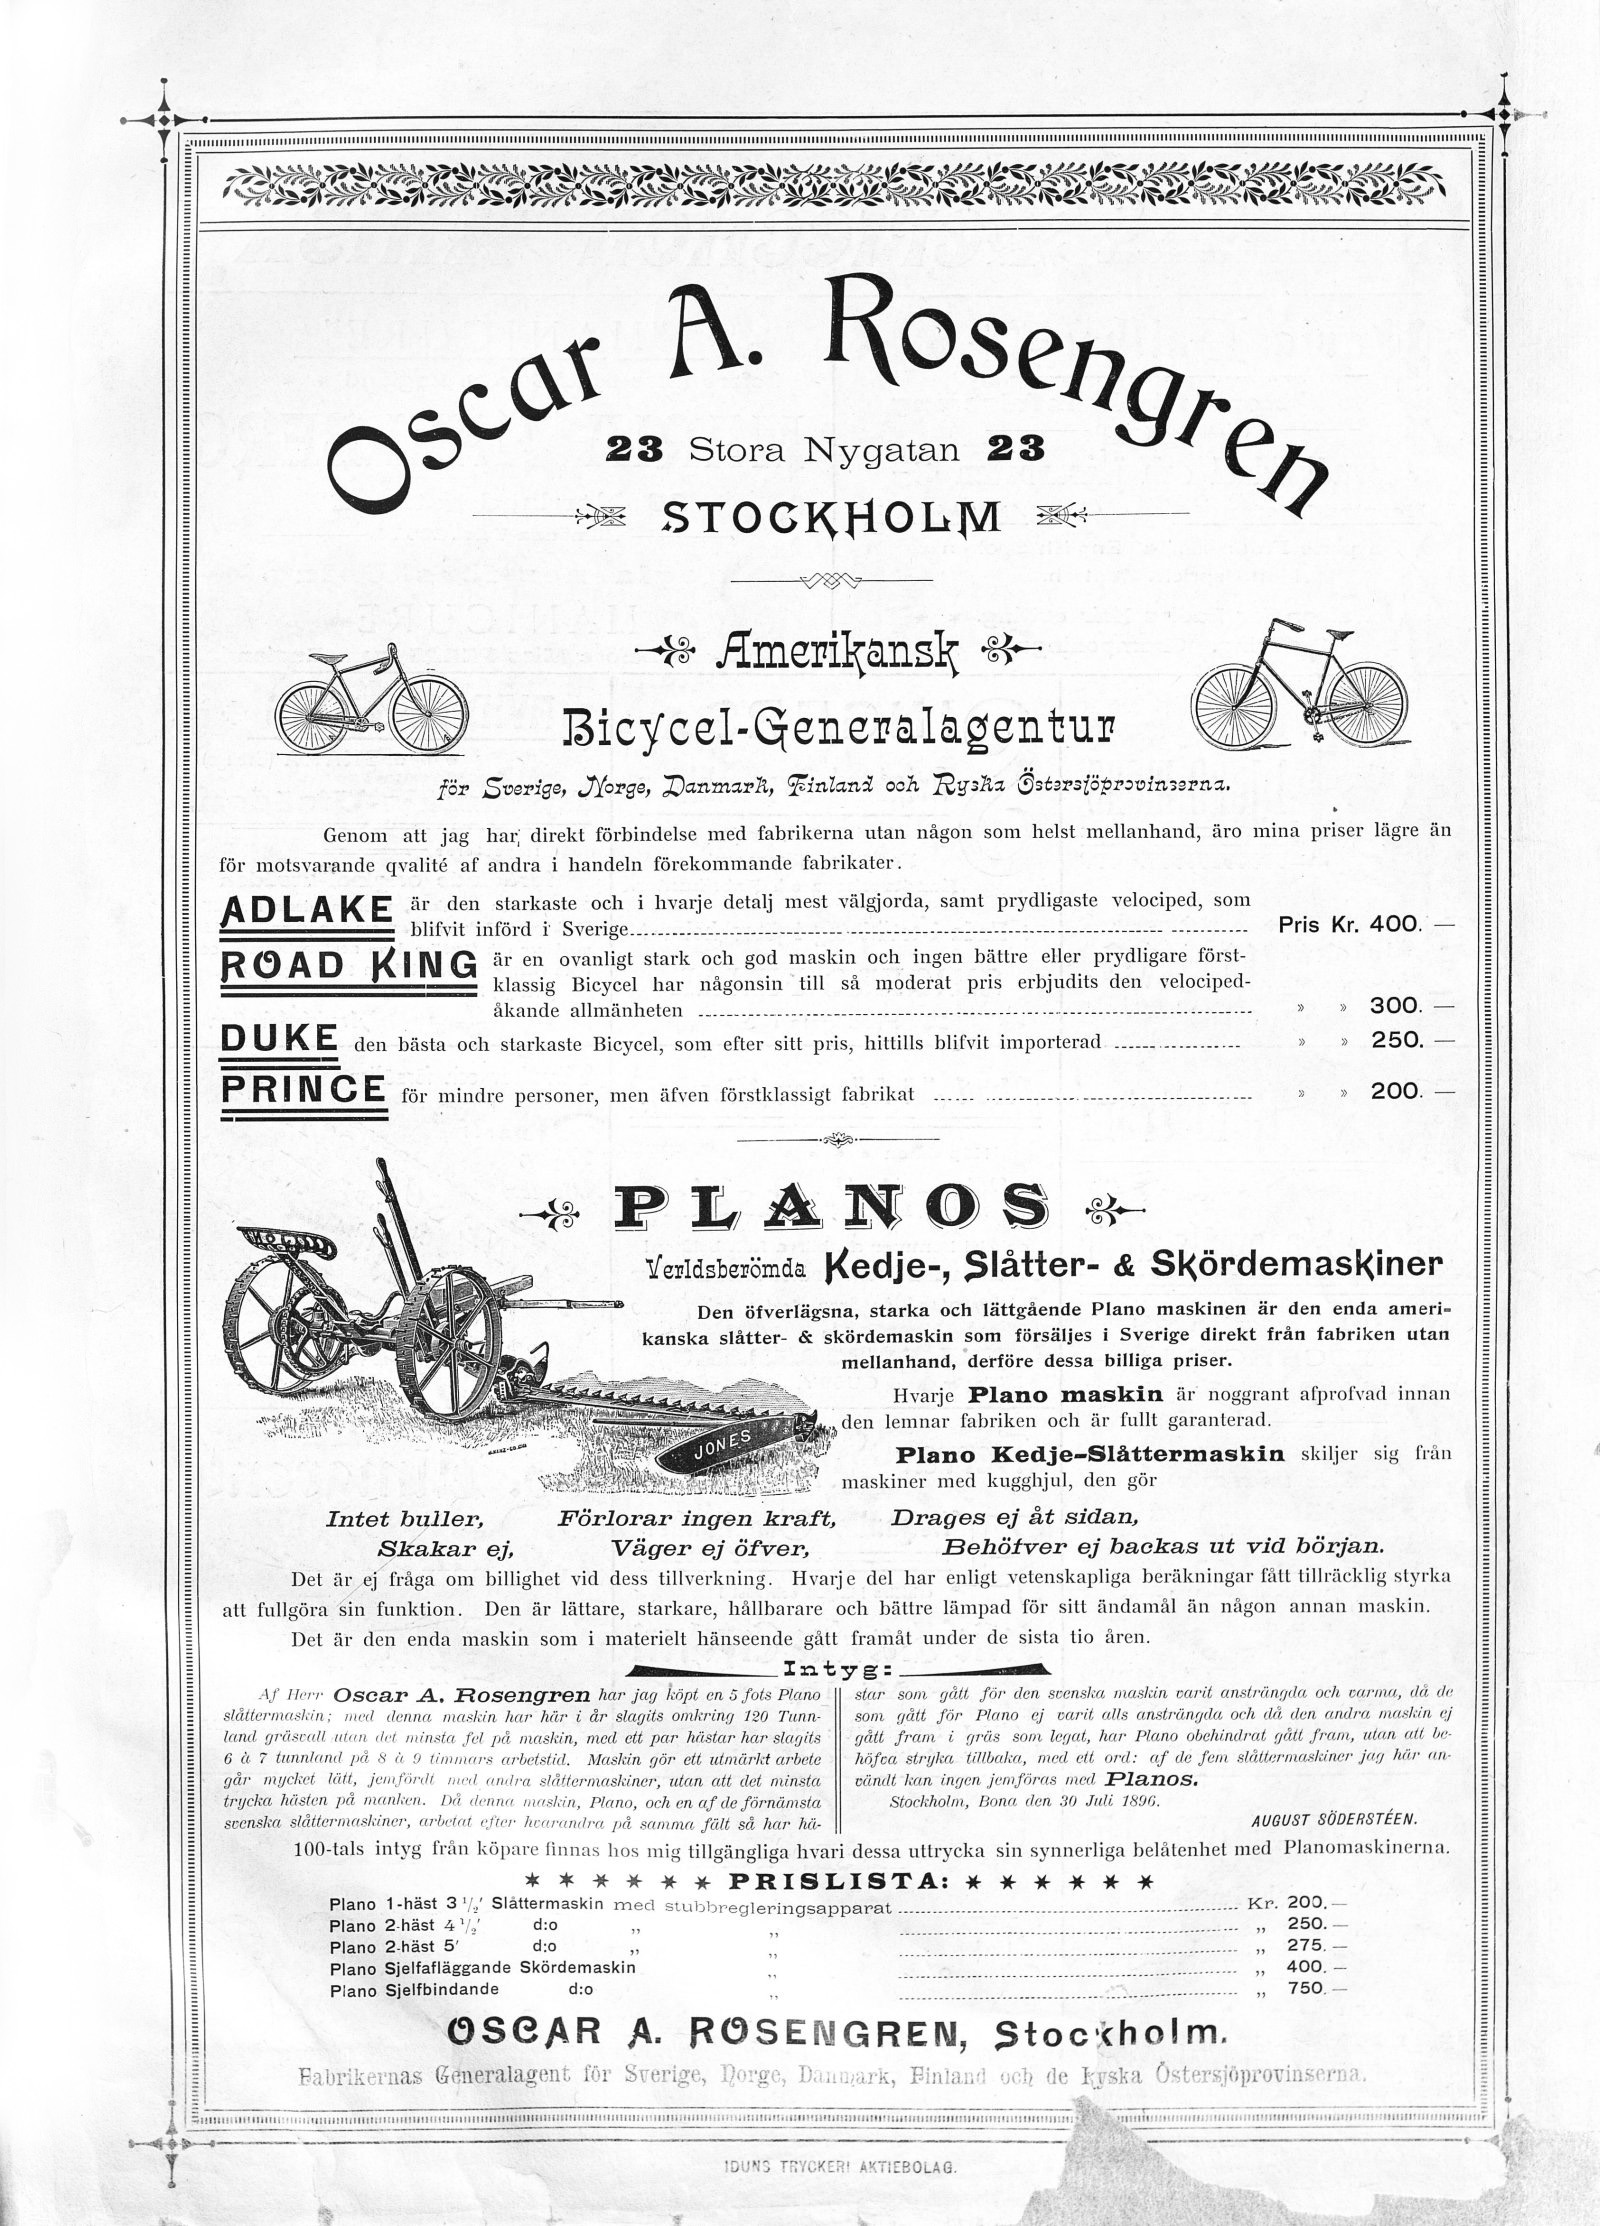 Oscar A. Rosengren
23 Stora Nygatan 23
STOCKHOLM
Amerikansk
Bicycel-Generalagentur
för Sverige, Norge, Danmark, Finland och Ryska Östersjöprovinserna.
Genom att jag har direkt förbindelse med fabrikerna utan någon som helst mellanhand, äro mina priser lägre än
för motsvarande qvalité af andra i handeln förekommande fabrikater.
ADLAKE är den starkaste och i hvarje detalj mest välgjorda, samt prydligaste velociped, som
blifvit införd i Sverige Pris Kr. 400. —
ROAD KING är en ovanligt stark och god maskin och ingen bättre eller prydligare först-
klassig Bicycel har någonsin till så moderat pris erbjudits den velociped-
åkande allmänheten » » 300. —
DUKE den bästa och starkaste Bicycel, som efter sitt pris, hittills blifvit importerad » » 250. —
PRINCE för mindre personer, men äfven förstklassigt fabrikat » » 200. —
PLANOS
Verldsberömda Kedje-, Slåtter- & Skördemaskiner
Den öfverlägsna, starka och lättgående Plano maskinen är den enda ameri-
kanska slåtter- & skördemaskin som försäljes i Sverige direkt från fabriken utan
mellanhand, derföre dessa billiga priser.
Hvarje Plano maskin är noggrant afprofvad innan
den lemnar fabriken och är fullt garanterad.
JONES
Plano Kedje-Slåttermaskin skiljer sig från
maskiner med kugghjul, den gör
Intet buller, Förlorar ingen kraft, Drages ej åt sidan,
Skakar ej, Väger ej öfver, Behöfver ej backas ut vid början.
Det är ej fråga om billighet vid dess tillverkning. Hvarje del har enligt vetenskapliga beräkningar fått tillräcklig styrka
att fullgöra sin funktion. Den är lättare, starkare, hållbarare och bättre lämpad för sitt ändamål än någon annan maskin.
Det är den enda maskin som i materielt hänseende gått framåt under de sista tio åren.
Intyg:
Af Herr Oscar A. Rosengren har jag köpt en 5 fots Plano
slåttermaskin; med denna maskin har här i år slagits omkring 120 Tunn-
land gräsvall utan det minsta fel på maskin, med ett par hästar har slagits
6 à 7 tunnland på 8 à 9 timmars arbetstid. Maskin gör ett utmärkt arbete
går mycket lätt, jemfördt med andra slåttermaskiner, utan att det minsta
trycka hästen på manken. Då denna maskin, Plano, och en af de förnämsta
svenska slåttermaskiner, arbetat efter hvarandra på samma fält så har hä-
star som gått för den svenska maskin varit ansträngda och varma, då de
som gått för Plano ej varit alls ansträngda och då den andra maskin ej
gått fram i gräs som legat, har Plano obehindrat gått fram, utan att be-
höfva stryka tillbaka, med ett ord: af de fem slåttermaskiner jag här an-
vändt kan ingen jemföras med Planos.
Stockholm, Bona den 30 Juli 1896.
AUGUST SÖDERSTÉEN.
100-tals intyg från köpare finnas hos mig tillgängliga hvari dessa uttrycka sin synnerliga belåtenhet med Planomaskinerna.
* * * * * * PRISLISTA: * * * * * *
Plano 1-häst 3 1/2' Slåttermaskin med stubbregleringsapparat Kr. 200.—
Plano 2-häst 4 1/2' d:o „ „ „ 250.—
Plano 2-häst 5' d:o „ „ „ 275.—
Plano Sjelfafläggande Skördemaskin „ „ 400.—
Plano Sjelfbindande d:o „ „ 750.—
OSCAR A. ROSENGREN, Stockholm.
Fabrikernas Generalagent för Sverige, Norge, Danmark, Finland och de Ryska Östersjöprovinserna.
IDUNS TRYCKERI AKTIEBOLAG.